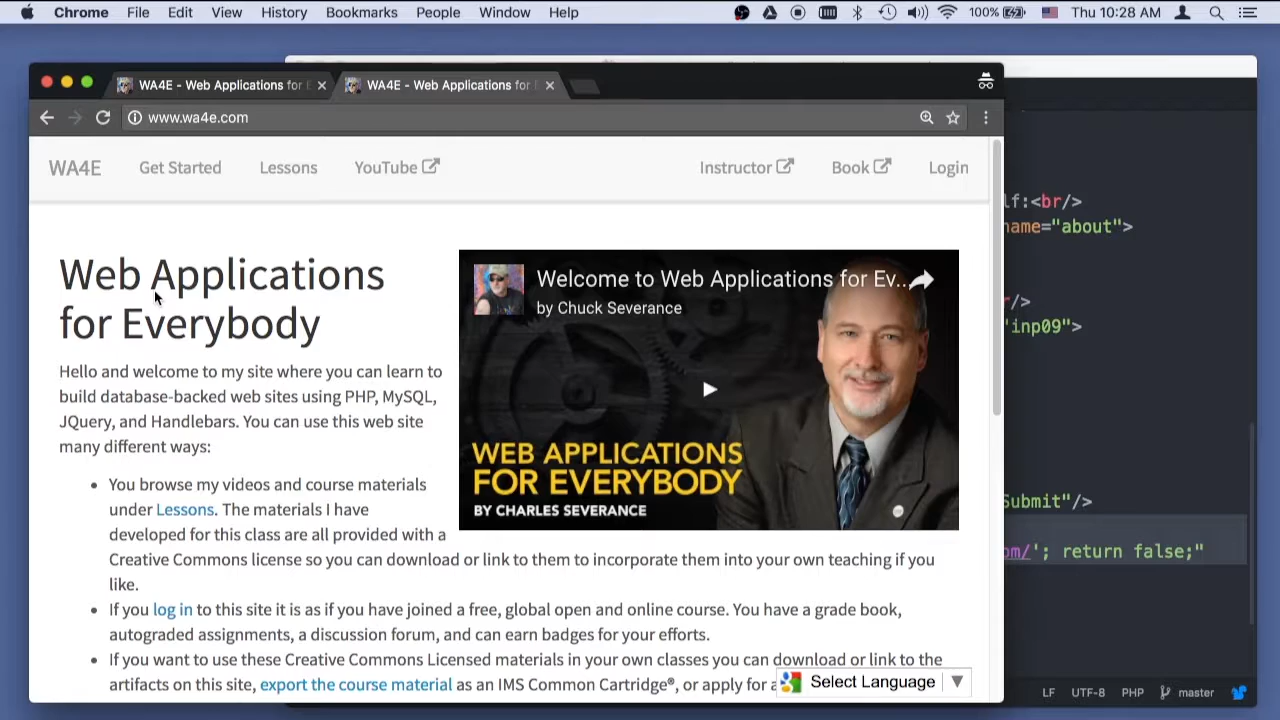 Chrome File Edit View History Bookmarks People Window Help 100% Thu 10:28 AM
WA4E - Web Applications for E
WA4E - Web Applications for
www.wa4e.com
WA4E Get Started Lessons YouTube Instructor Book Login
Web Applications
for Everybody
Hello and welcome to my site where you can learn to
build database-backed web sites using PHP, MySQL,
JQuery, and Handlebars. You can use this web site
many different ways:
You browse my videos and course materials
under Lessons. The materials I have
developed for this class are all provided with a
Creative Commons license so you can download or link to them to incorporate them into your own teaching if you
like.
If you log in to this site it is as if you have joined a free, global open and online course. You have a grade book,
autograded assignments, a discussion forum, and can earn badges for your efforts.
If you want to use these Creative Commons Licensed materials in your own classes you can download or link to the
artifacts on this site, export the course material as an IMS Common Cartridge®, or apply for a
Welcome to Web Applications for Ev..
by Chuck Severance
WEB APPLICATIONS
FOR EVERYBODY
BY CHARLES SEVERANCE
Select Language ▼
lf:<br/>
name="about">
r/>
"inp09">
Submit"/>
om/'; return false;"
LF UTF-8 PHP master